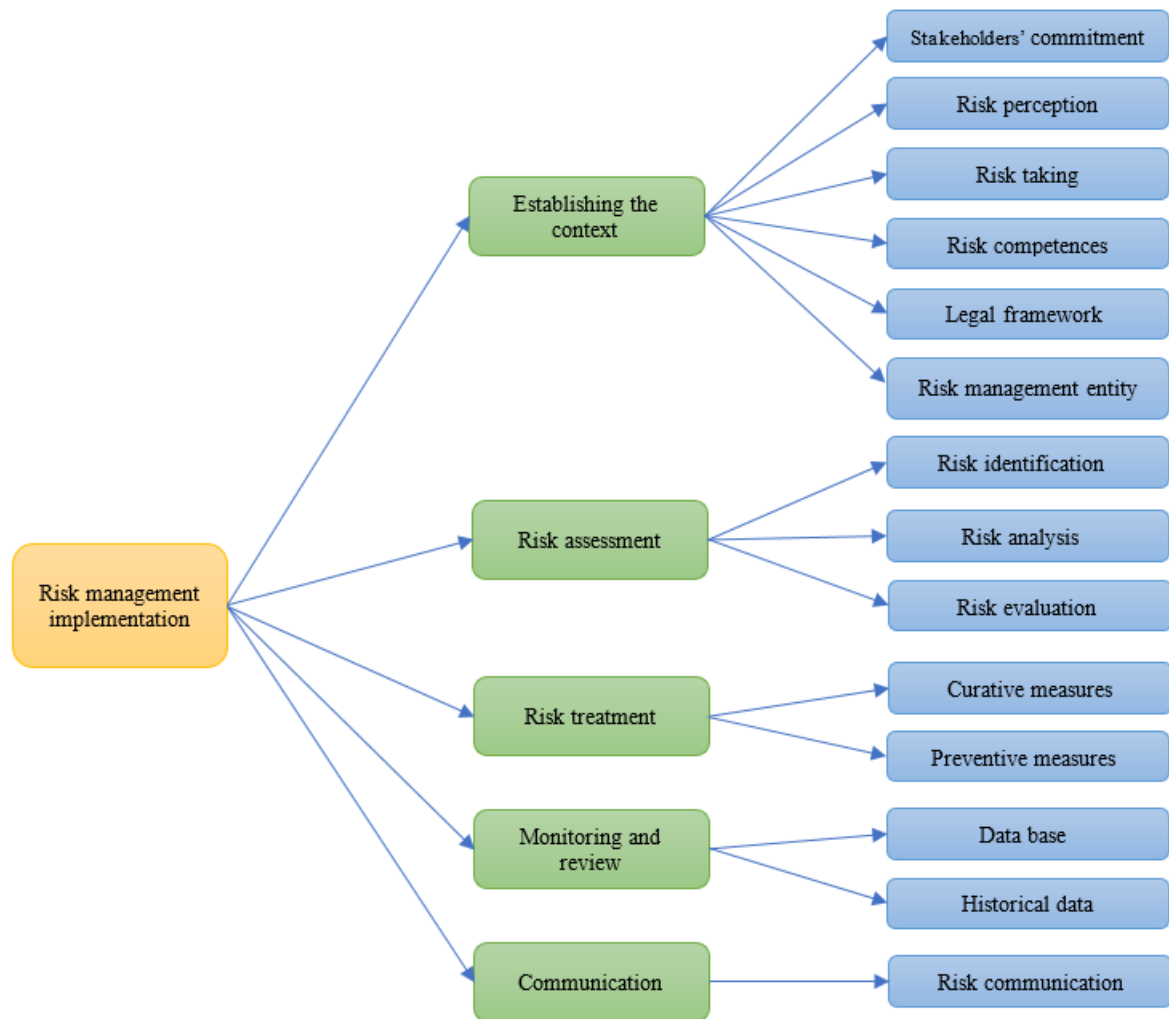 Stakeholders’ commitment
Risk perception
Establishing the
context
Risk taking
Risk competences
Legal framework
Risk management entity
Risk identification
Risk assessment
Risk analysis
Risk evaluation
Risk management
implementation
Risk treatment
Curative measures
Preventive measures
Monitoring and
review
Data base
Historical data
Communication
Risk communication